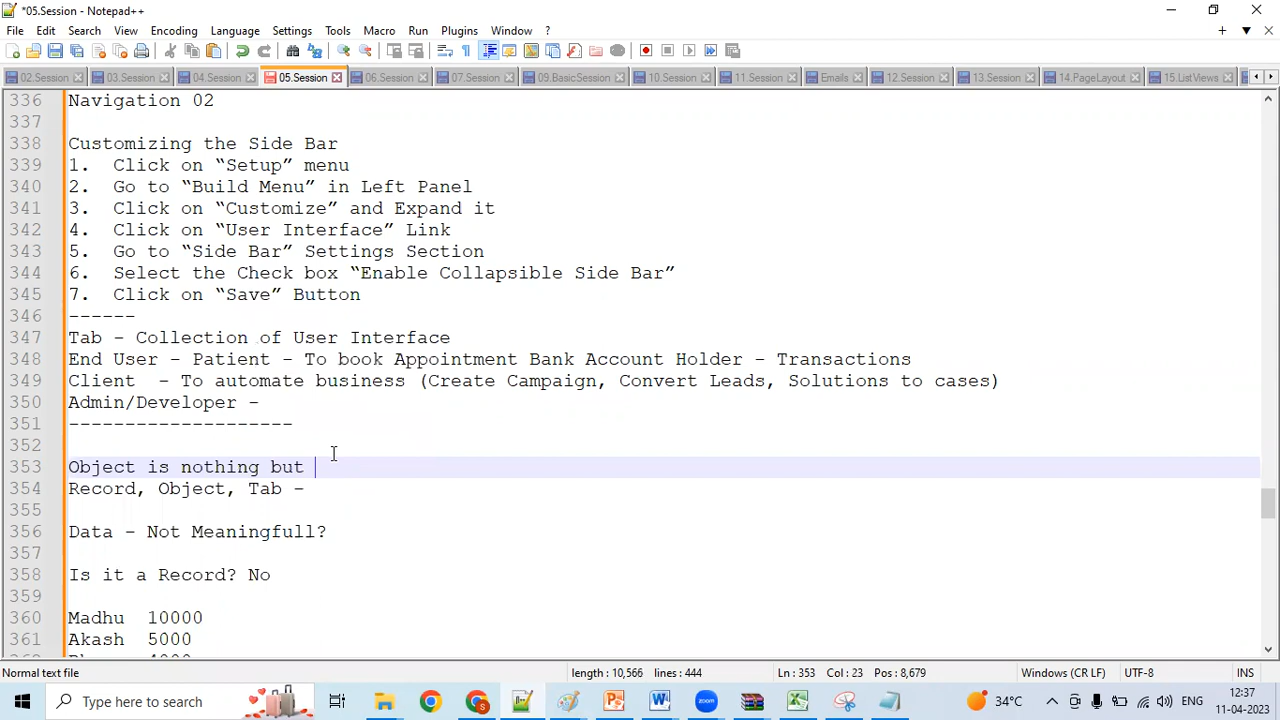 *05.Session - Notepad++
File Edit Search View Encoding Language Settings Tools Macro Run Plugins Window ?
02.Session 03.Session 04.Session 05.Session 06.Session 07.Session 09.BasicSession 10.Session 11.Session Emails 12.Session 13.Session 14.PageLayout 15.ListViews
336 Navigation 02
337
338 Customizing the Side Bar
339 1. Click on “Setup” menu
340 2. Go to “Build Menu” in Left Panel
341 3. Click on “Customize” and Expand it
342 4. Click on “User Interface” Link
343 5. Go to “Side Bar” Settings Section
344 6. Select the Check box “Enable Collapsible Side Bar”
345 7. Click on “Save” Button
346 ------
347 Tab - Collection of User Interface
348 End User - Patient - To book Appointment Bank Account Holder - Transactions
349 Client  - To automate business (Create Campaign, Convert Leads, Solutions to cases)
350 Admin/Developer -
351 --------------------
352
353 Object is nothing but
354 Record, Object, Tab -
355
356 Data - Not Meaningfull?
357
358 Is it a Record? No
359
360 Madhu  10000
361 Akash  5000
Normal text file length : 10,566 lines : 444 Ln : 353 Col : 23 Pos : 8,679 Windows (CR LF) UTF-8 INS
Type here to search 34°C ENG 12:37
11-04-2023